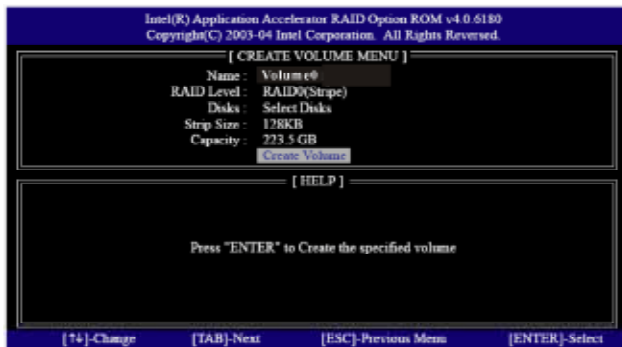 Intel(R) Application Accelerator RAID Option ROM v4.0.6180
Copyright(C) 2003-04 Intel Corporation. All Rights Reversed.
[ CREATE VOLUME MENU ]
Name : Volume0
RAID Level : RAID0(Stripe)
Disks : Select Disks
Strip Size : 128KB
Capacity : 223.5 GB
Create Volume
[ HELP ]
Press "ENTER" to Create the specified volume
[↑↓]-Change [TAB]-Next [ESC]-Previous Menu [ENTER]-Select